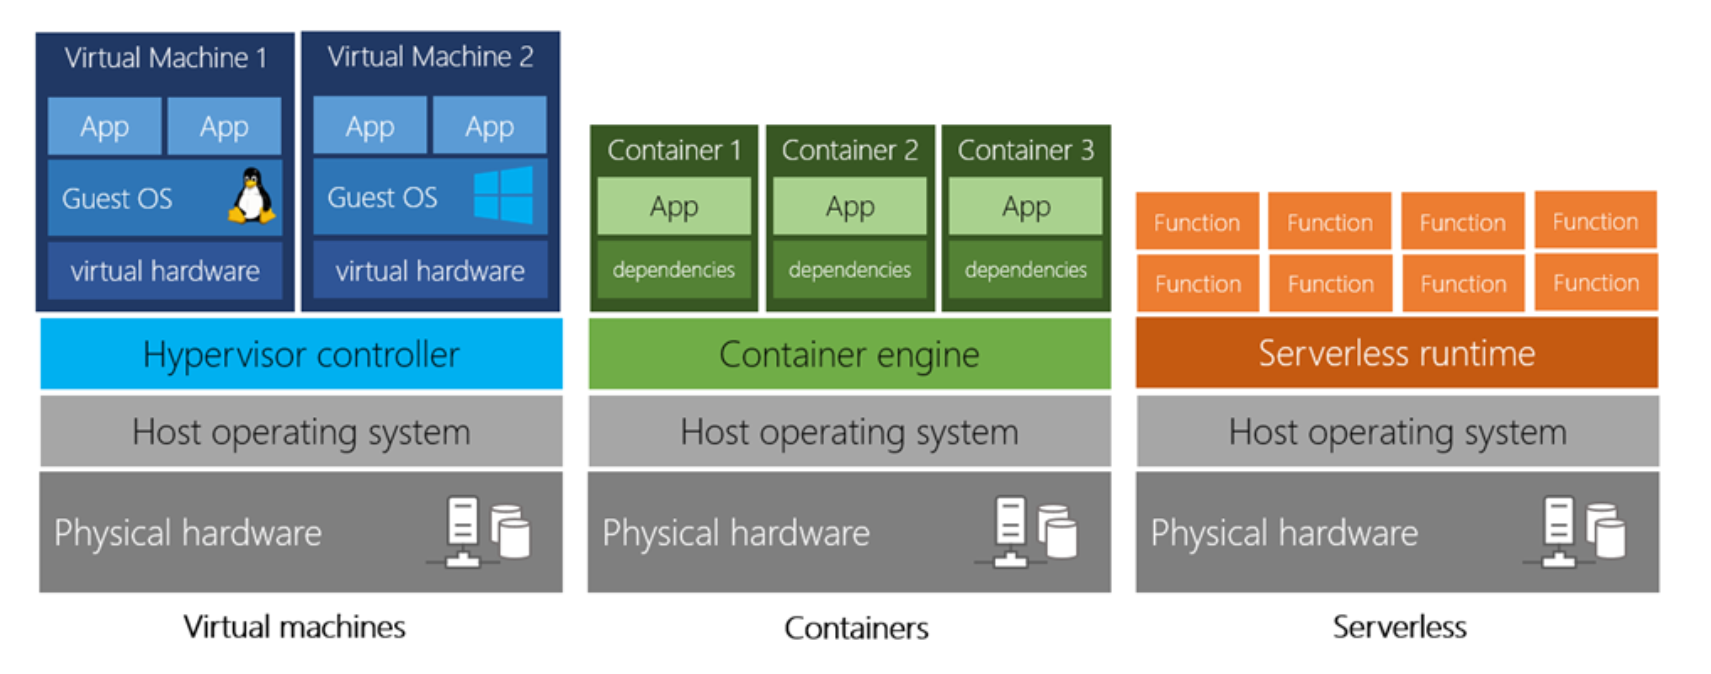 Virtual Machine 1
App
App
Guest OS
virtual hardware
Virtual Machine 2
App
App
Guest OS
virtual hardware
Hypervisor controller
Host operating system
Physical hardware
Virtual machines
Container 1
App
dependencies
Container 2
App
dependencies
Container 3
App
dependencies
Container engine
Host operating system
Physical hardware
Containers
Function
Function
Function
Function
Function
Function
Function
Function
Serverless runtime
Host operating system
Physical hardware
Serverless